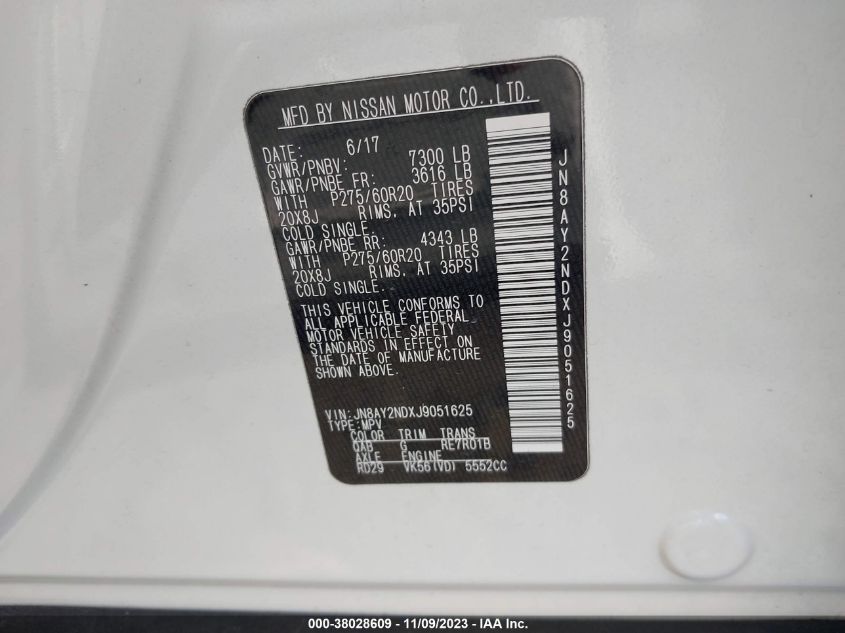 MFD BY NISSAN MOTOR CO.,LTD.
DATE: 6/17
GVWR/PNBV: 7300 LB
GAWR/PNBE FR: 3616 LB
WITH P275/60R20 TIRES
20X8J RIMS, AT 35PSI
COLD SINGLE.
GAWR/PNBE RR: 4343 LB
WITH P275/60R20 TIRES
20X8J RIMS, AT 35PSI
COLD SINGLE.
THIS VEHICLE CONFORMS TO
ALL APPLICABLE FEDERAL
MOTOR VEHICLE SAFETY
STANDARDS IN EFFECT ON
THE DATE OF MANUFACTURE
SHOWN ABOVE.
VIN:JN8AY2NDXJ9051625
TYPE:MPV
COLOR TRIM TRANS
QAB G RE7R01B
AXLE ENGINE
RD29 VK56(VD) 5552CC
JN8AY2NDXJ9051625
000-38028609 - 11/09/2023 - IAA Inc.